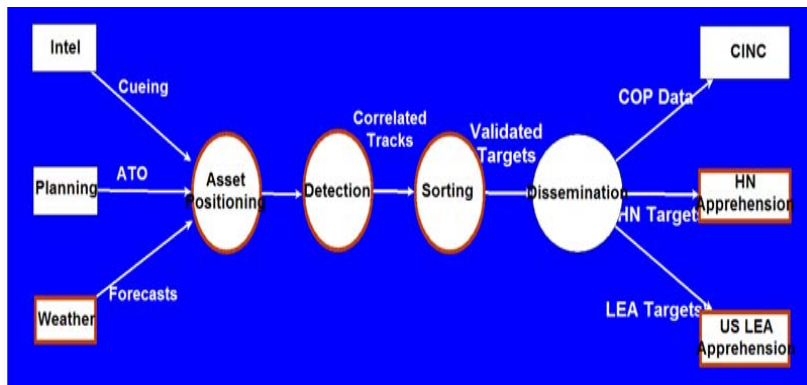 Intel
CINC
Cueing
COP Data
Correlated
Tracks
Validated
Targets
Planning
ATO
Asset
Positioning
Detection
Sorting
Dissemination
HN
Apprehension
HN Targets
Weather
Forecasts
LEA Targets
US LEA
Apprehension